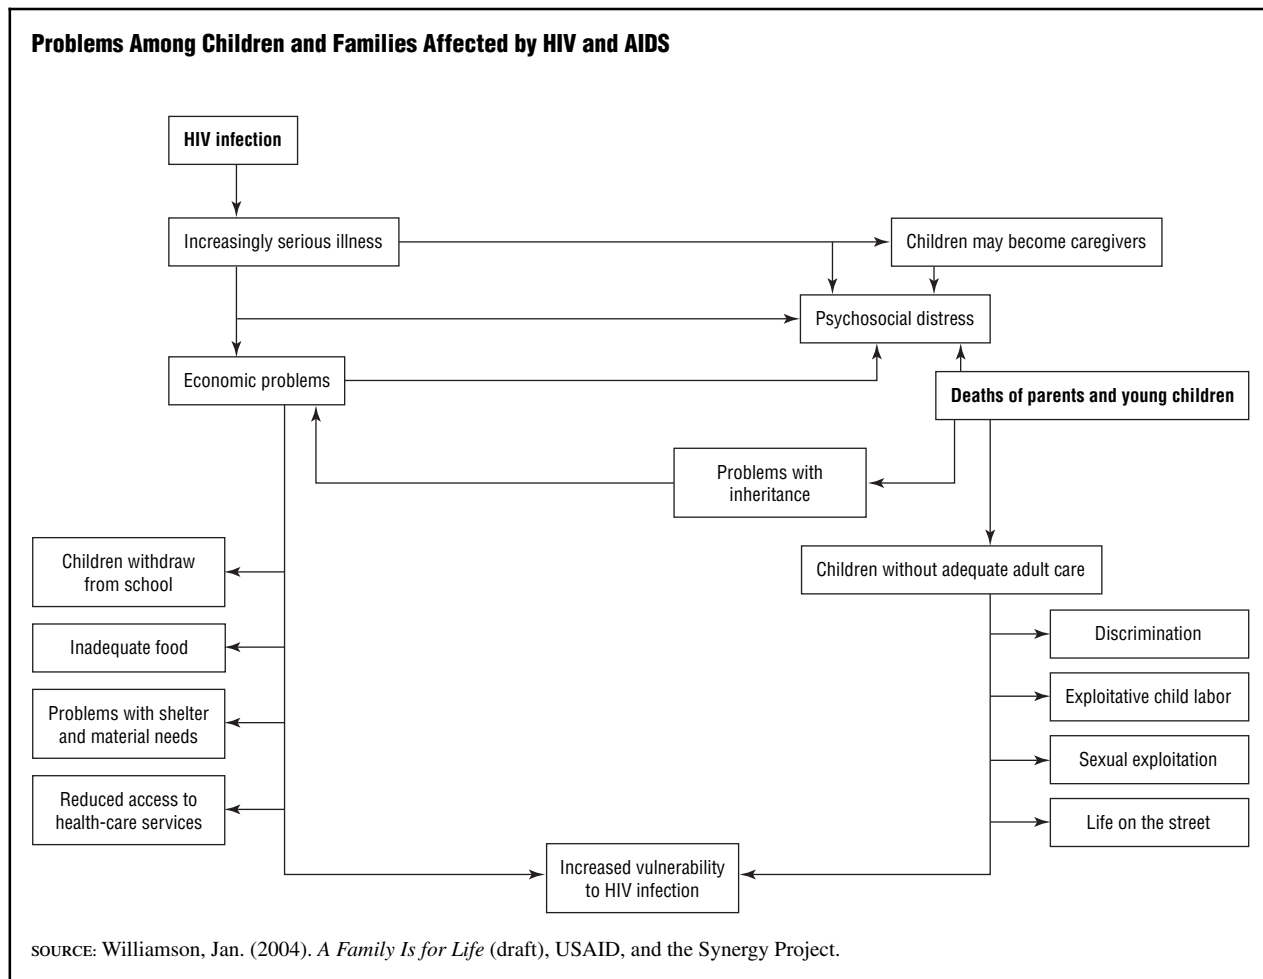 Problems Among Children and Families Affected by HIV and AIDS
HIV infection
Increasingly serious illness
Children may become caregivers
Psychosocial distress
Economic problems
Deaths of parents and young children
Problems with
inheritance
Children withdraw
from school
Children without adequate adult care
Inadequate food
Discrimination
Problems with shelter
and material needs
Exploitative child labor
Sexual exploitation
Reduced access to
health-care services
Life on the street
Increased vulnerability
to HIV infection
SOURCE: Williamson, Jan. (2004). A Family Is for Life (draft), USAID, and the Synergy Project.